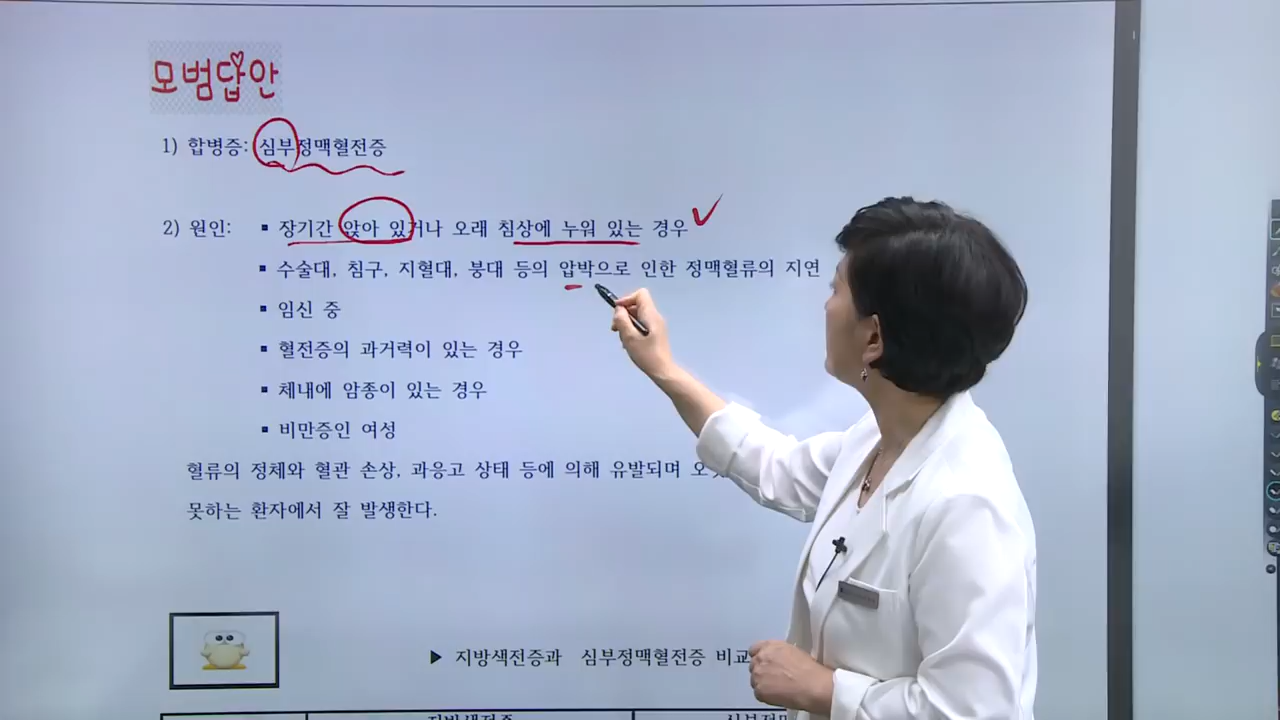 모범답안
1) 합병증: 심부정맥혈전증
2) 원인: ▪ 장기간 앉아 있거나 오래 침상에 누워 있는 경우
▪ 수술대, 침구, 지혈대, 붕대 등의 압박으로 인한 정맥혈류의 지연
▪ 임신 중
▪ 혈전증의 과거력이 있는 경우
▪ 체내에 암종이 있는 경우
▪ 비만증인 여성
혈류의 정체와 혈관 손상, 과응고 상태 등에 의해 유발되며
못하는 환자에서 잘 발생한다.
▶ 지방색전증과 심부정맥혈전증 비교
지방색전증